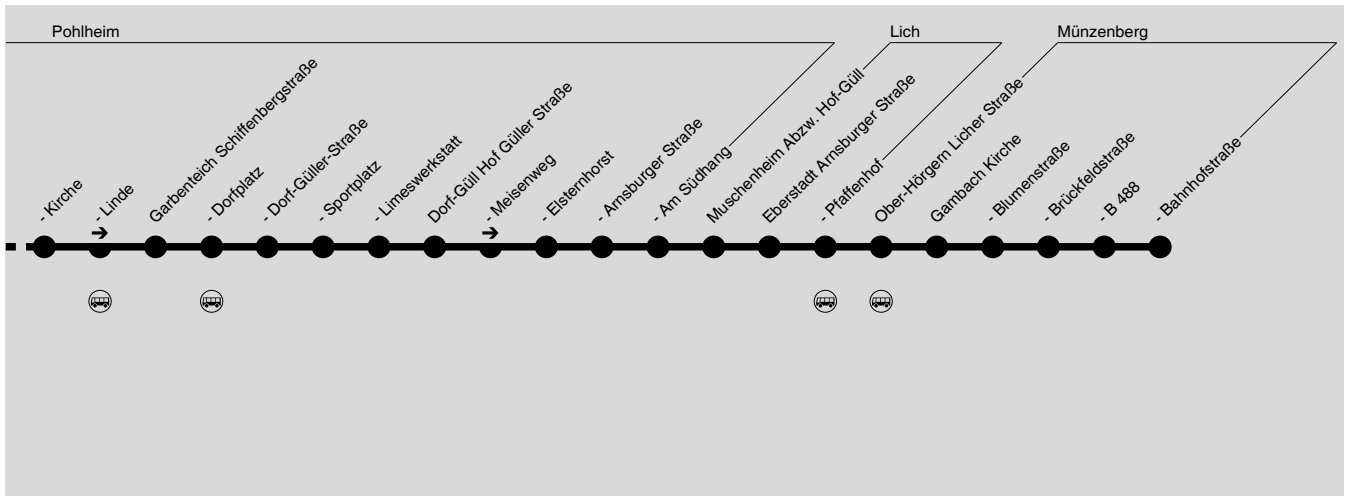 Pohlheim
Lich
Münzenberg
- Kirche
- Linde
Garbenteich Schiffenbergstraße
- Dorfplatz
- Dorf-Güller-Straße
- Sportplatz
- Limeswerkstatt
Dorf-Güll Hof Güller Straße
- Meisenweg
- Elsternhorst
- Arnsburger Straße
- Am Südhang
Muschenheim Abzw. Hof-Güll
Eberstadt Arnsburger Straße
- Pfaffenhof
Ober-Hörgern Licher Straße
Gambach Kirche
- Blumenstraße
- Brückfeldstraße
- B 488
- Bahnhofstraße